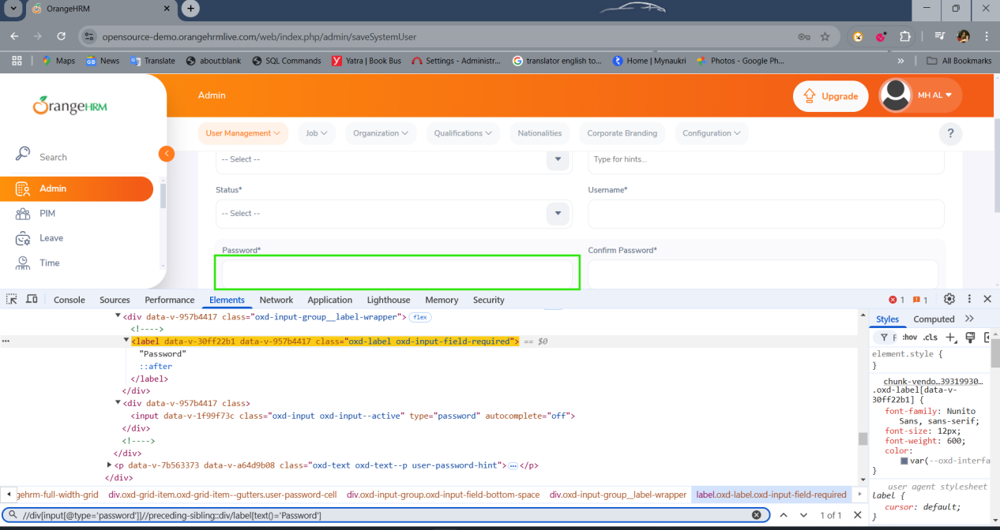 OrangeHRM
opensource-demo.orangehrmlive.com/web/index.php/admin/saveSystemUser
Maps News Translate about:blank SQL Commands Yatra | Book Bus Settings - Administr... translator english to... Home | Mynaukri Photos - Google Ph... » All Bookmarks
OrangeHRM
Admin
Upgrade
MH AL
User Management Job Organization Qualifications Nationalities Corporate Branding Configuration ?
Search
Admin
PIM
Leave
Time
-- Select -- Type for hints...
Status* Username*
-- Select --
Password* Confirm Password*
Console Sources Performance Elements Network Application Lighthouse Memory Security 1 1
<div data-v-957b4417 class="oxd-input-group__label-wrapper"> flex
<!---->
<label data-v-30ff22b1 data-v-957b4417 class="oxd-label oxd-input-field-required"> == $0
"Password"
::after
</label>
</div>
<div data-v-957b4417 class>
<input data-v-1f99f73c class="oxd-input oxd-input--active" type="password" autocomplete="off">
</div>
<!---->
</div>
<p data-v-7b563373 data-v-a64d9b08 class="oxd-text oxd-text--p user-password-hint"> … </p>
</div>
Styles Computed »
F :hov .cls
element.style {
}
chunk-vendo…39319930…
.oxd-label[data-v-
30ff22b1] {
font-family: Nunito
Sans, sans-serif;
font-size: 12px;
font-weight: 600;
color:
var(--oxd-interfa
}
user agent stylesheet
label {
cursor: default;
}
gehrm-full-width-grid div.oxd-grid-item.oxd-grid-item--gutters.user-password-cell div.oxd-input-group.oxd-input-field-bottom-space div.oxd-input-group__label-wrapper label.oxd-label.oxd-input-field-required
//div[input[@type='password']]//preceding-sibling::div/label[text()='Password'] 1 of 1